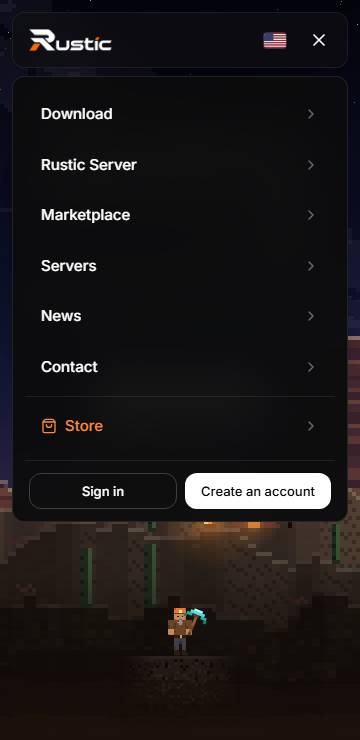 Rustic
Download
Rustic Server
Marketplace
Servers
News
Contact
Store
Sign in
Create an account